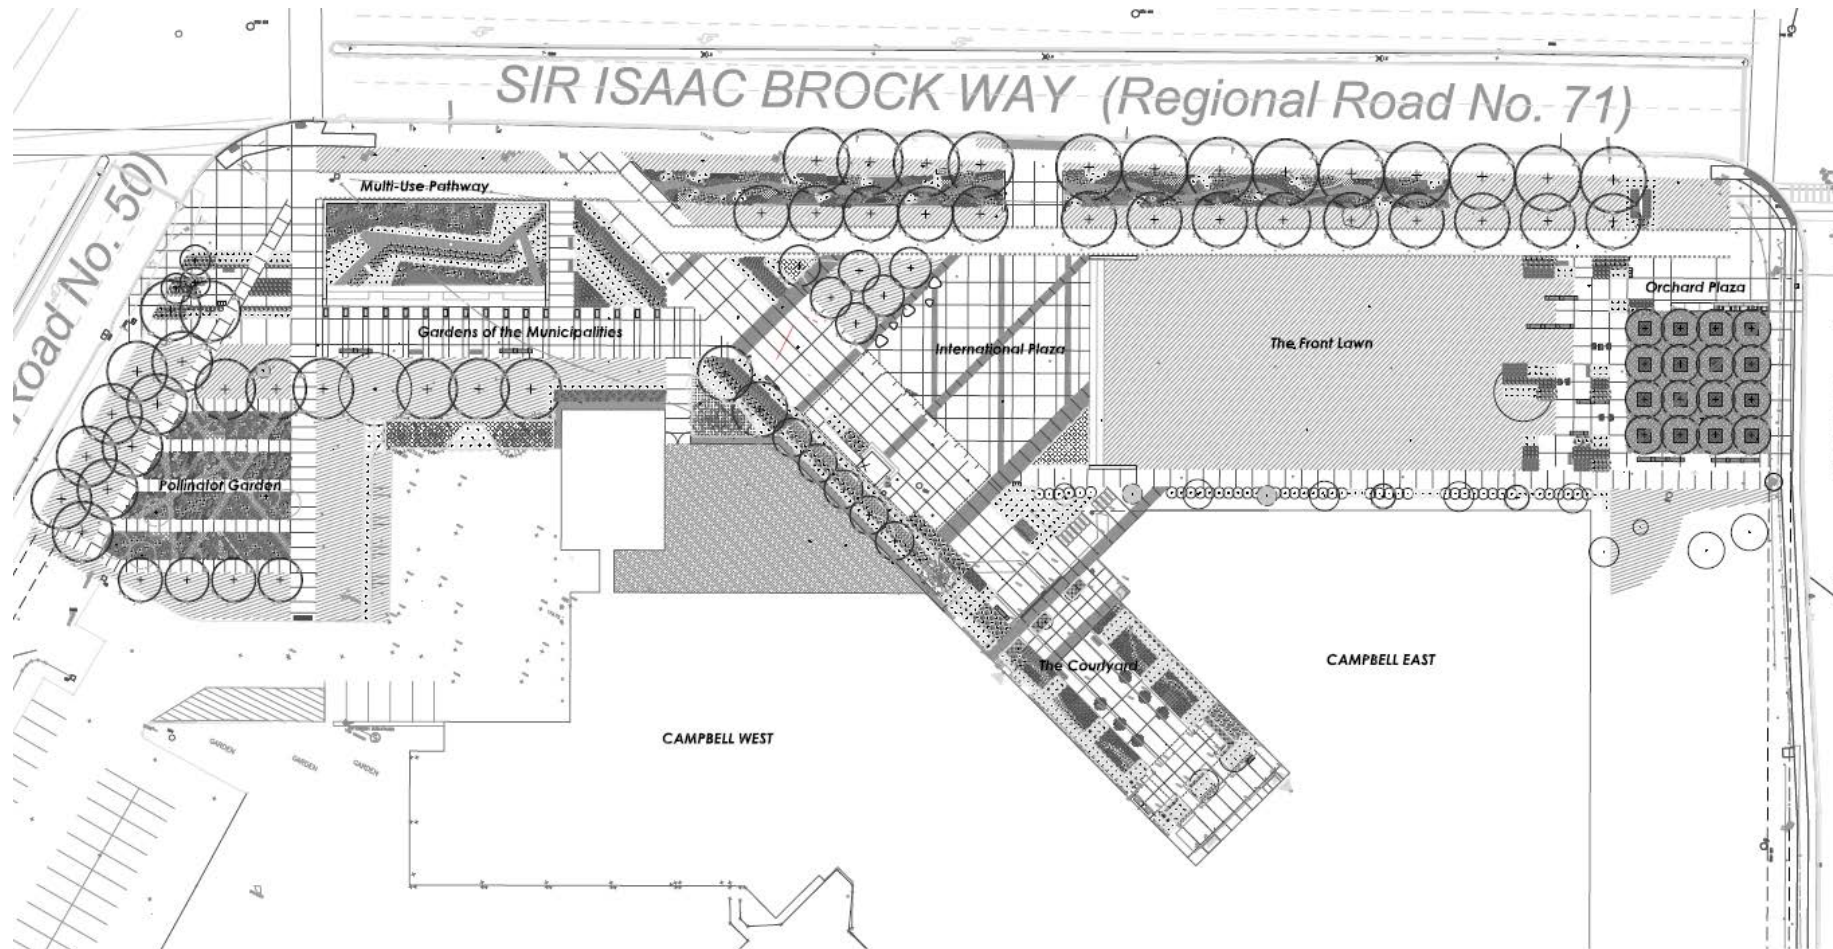 SIR ISAAC BROCK WAY (Regional Road No. 71)
Road No. 50)
Multi-Use Pathway
Orchard Plaza
Gardens of the Municipalities
International Plaza
The Front Lawn
Pollinator Garden
The Courtyard
CAMPBELL EAST
CAMPBELL WEST
GARDEN
GARDEN
GARDEN